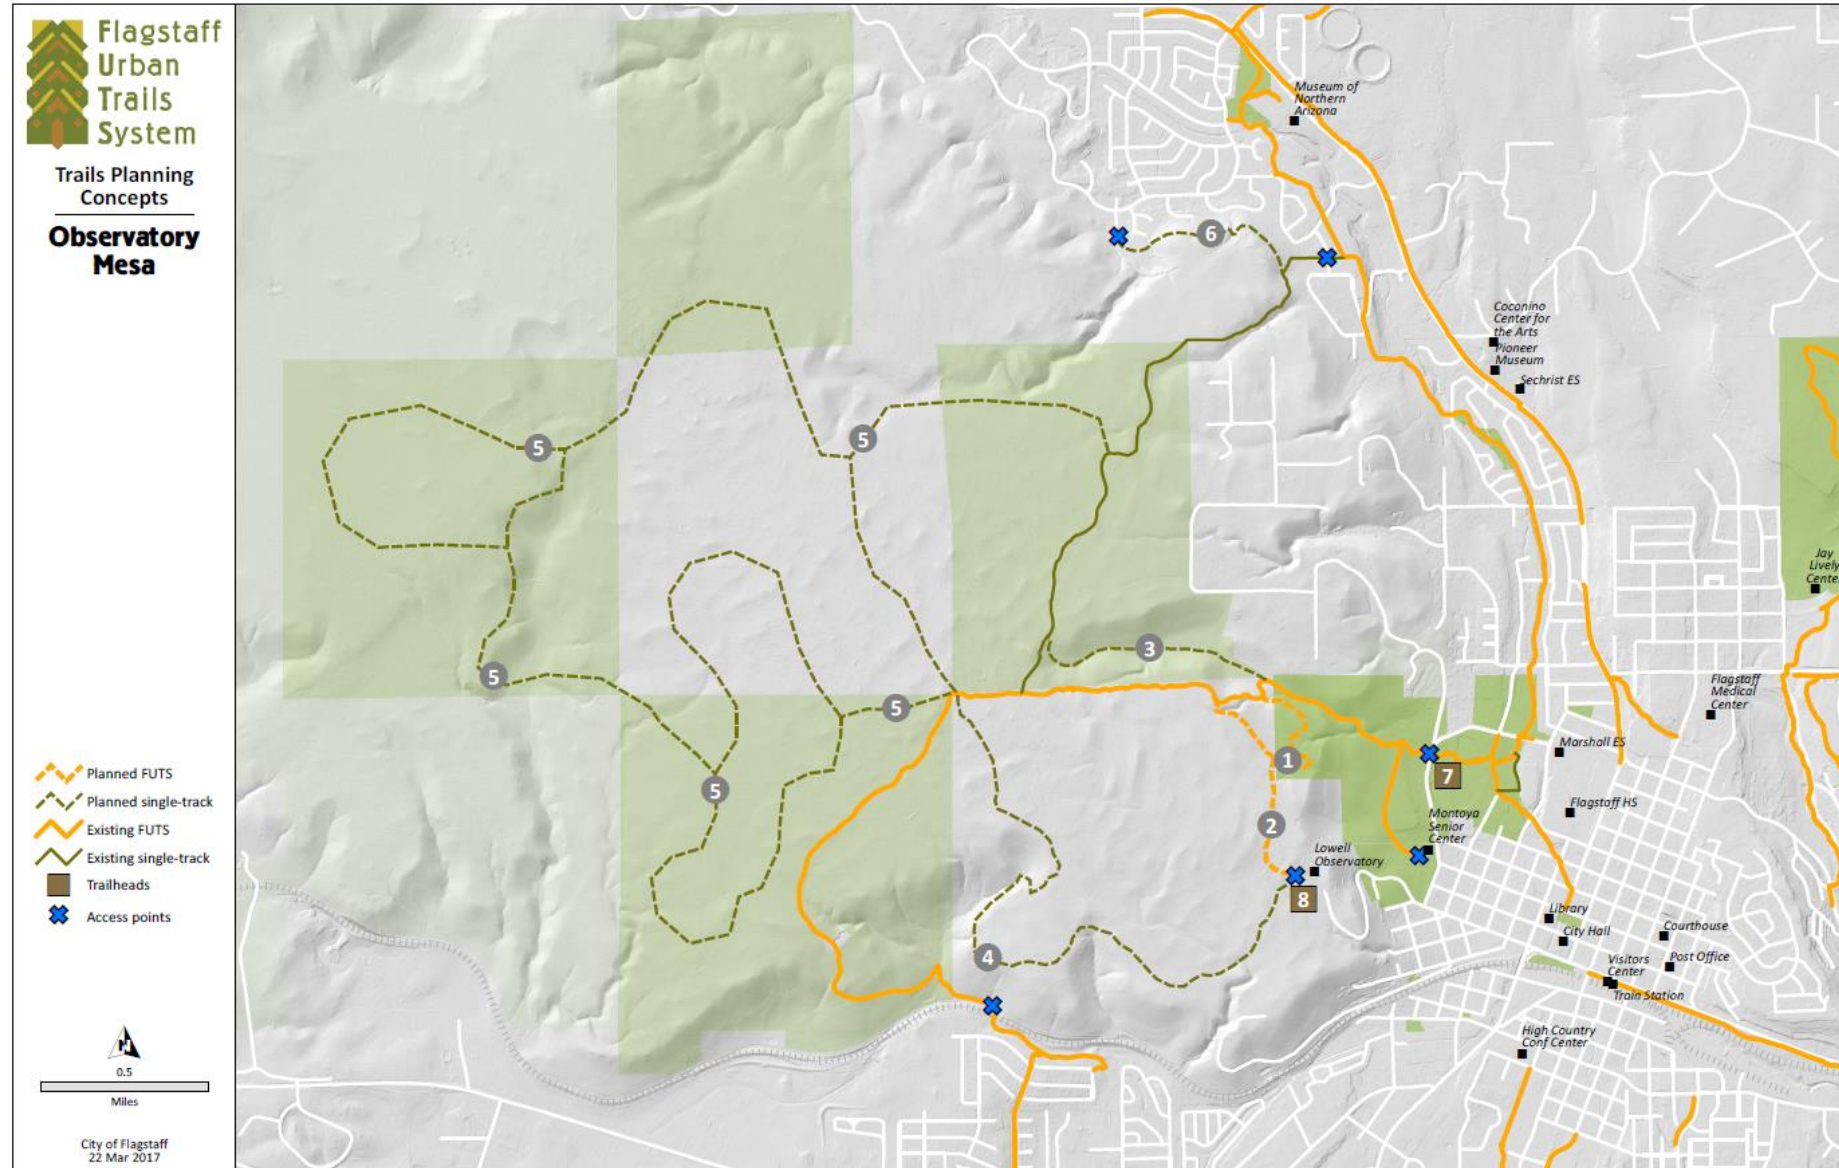 Flagstaff
Urban
Trails
System
Trails Planning
Concepts
Observatory
Mesa
Planned FUTS
Planned single-track
Existing FUTS
Existing single-track
Trailheads
Access points
N
0.5
Miles
City of Flagstaff
22 Mar 2017
Museum of
Northern
Arizona
6
Coconino
Center for
the Arts
Pioneer
Museum
Sechrist ES
5
5
Jay
Lively
Center
3
5
5
Flagstaff
Medical
Center
Marshall ES
1
7
5
Flagstaff HS
Montoya
Senior
Center
2
Lowell
Observatory
8
Library
City Hall
Courthouse
4
Visitors
Center
Post Office
Train Station
High Country
Conf Center